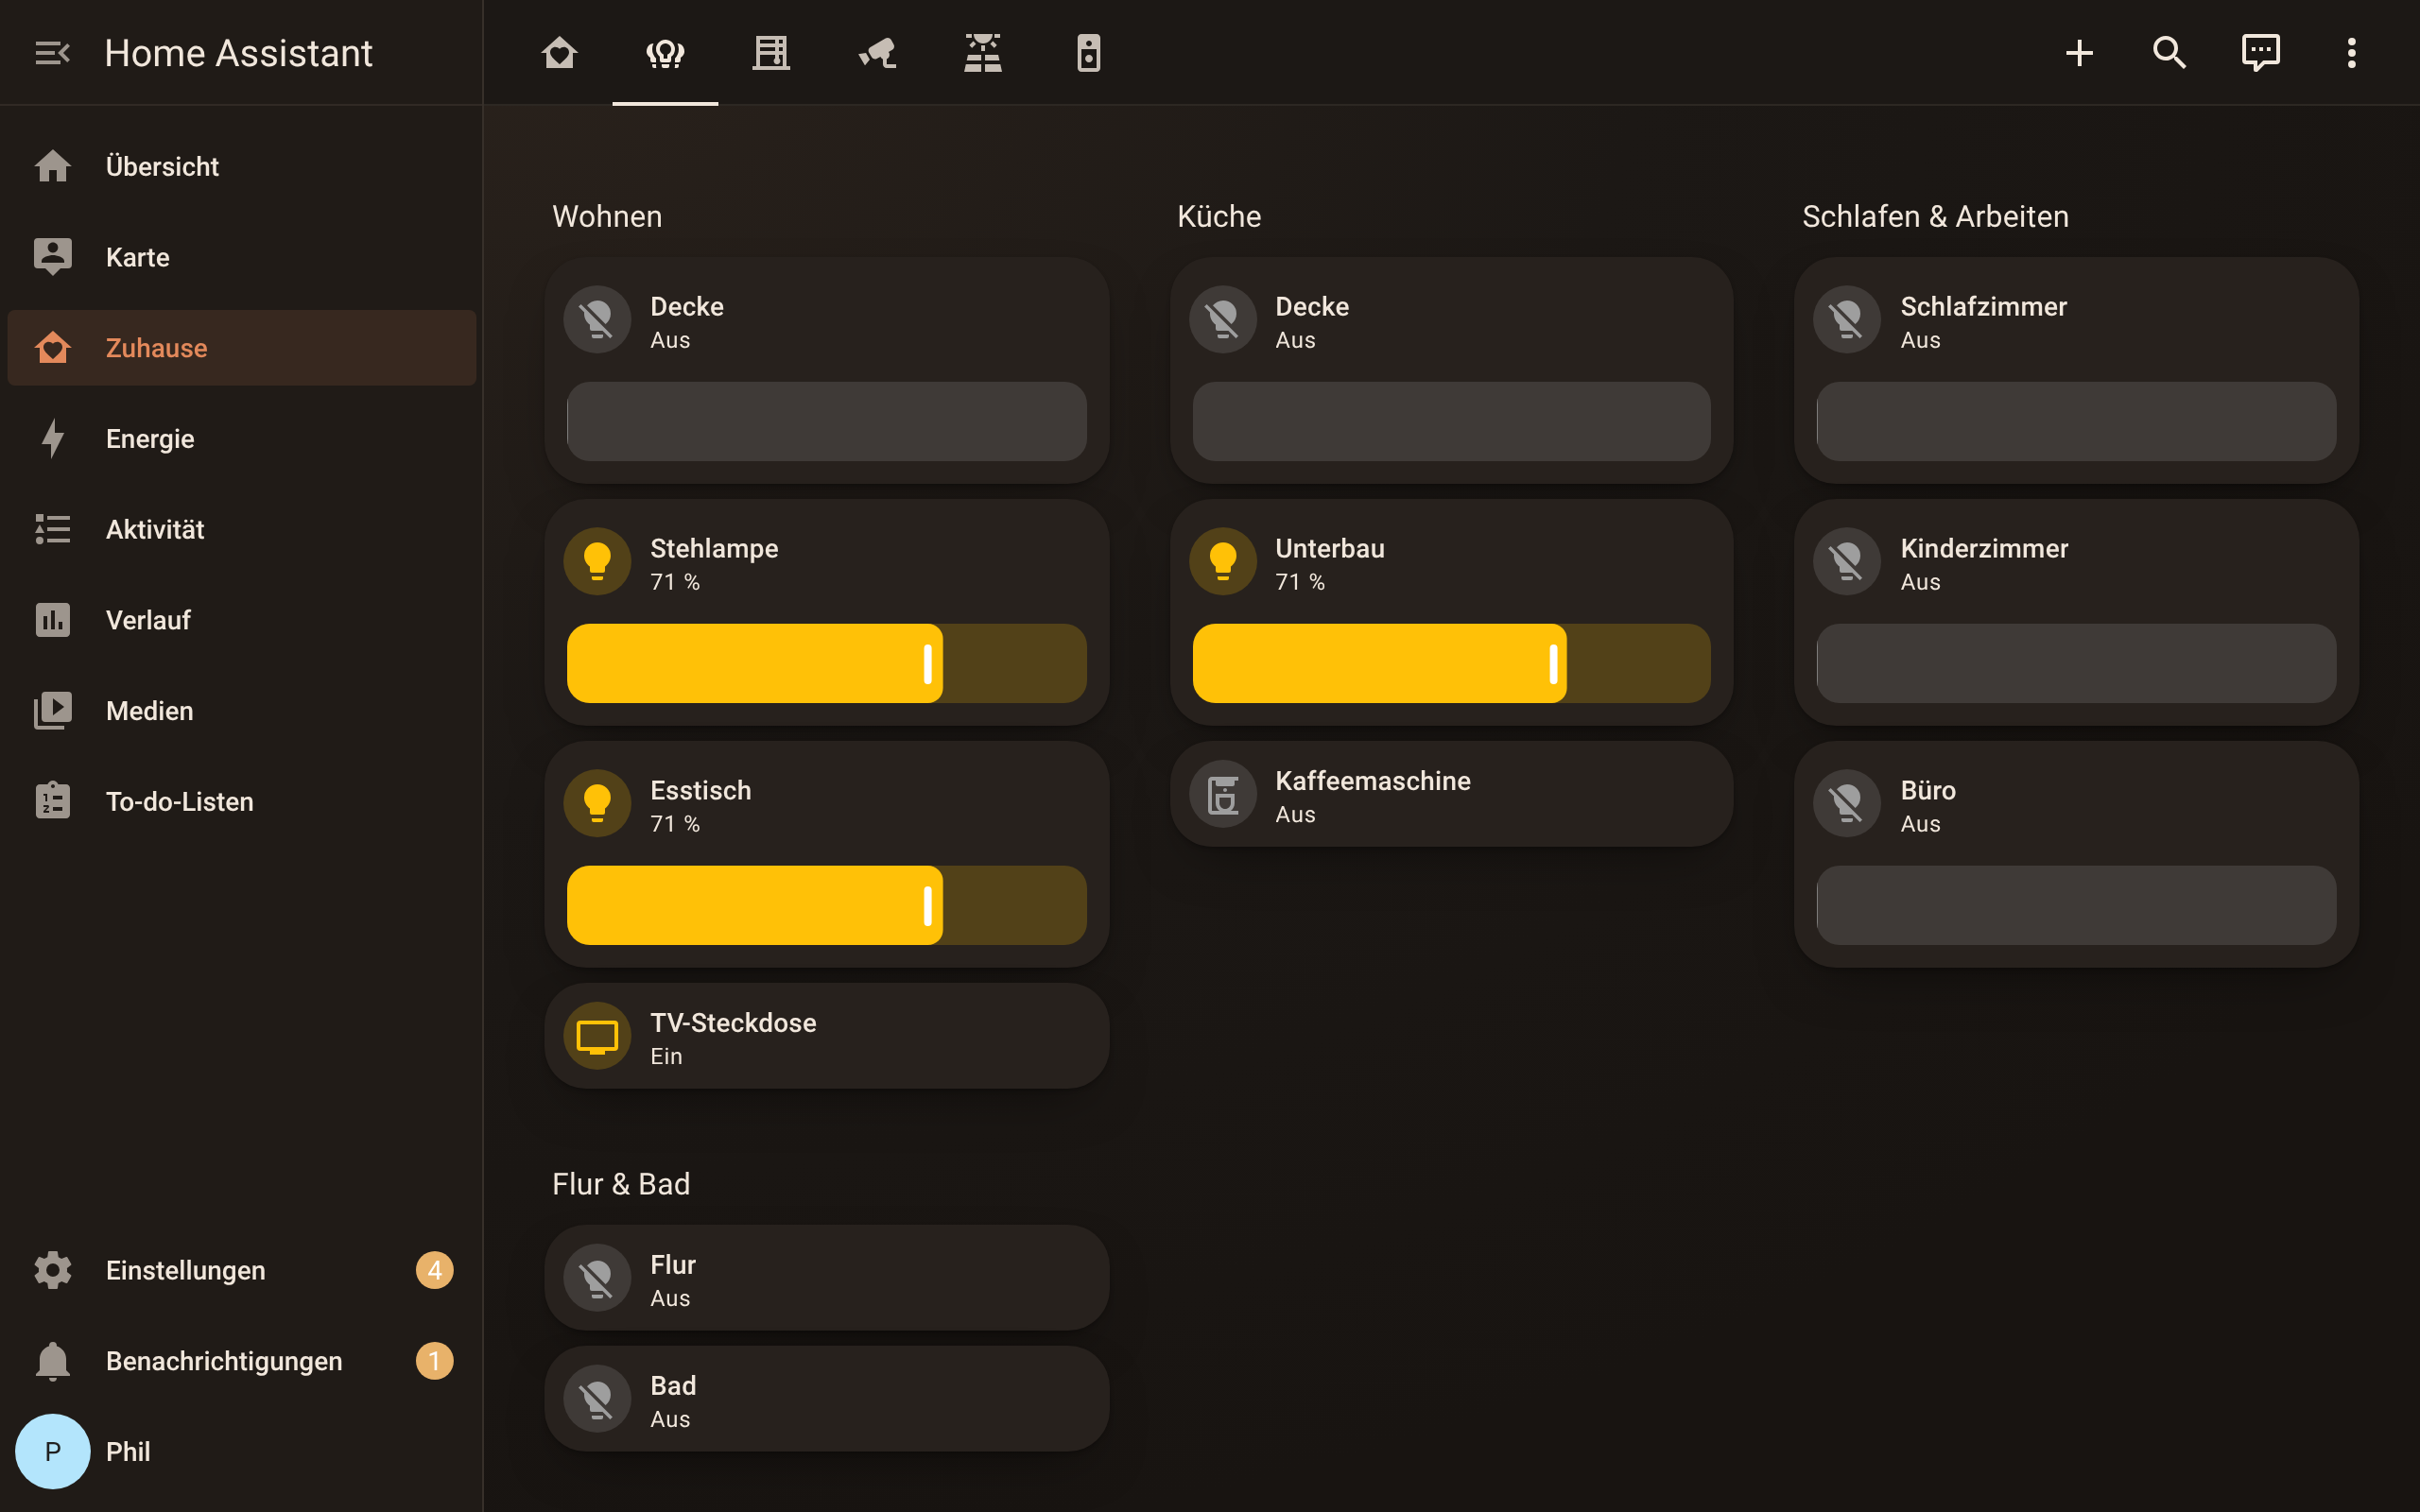 Home Assistant
Übersicht
Karte
Zuhause
Energie
Aktivität
Verlauf
Medien
To-do-Listen
Einstellungen 4
Benachrichtigungen 1
P Phil
Wohnen
Decke
Aus
Stehlampe
71 %
Esstisch
71 %
TV-Steckdose
Ein
Flur & Bad
Flur
Aus
Bad
Aus
Küche
Decke
Aus
Unterbau
71 %
Kaffeemaschine
Aus
Schlafen & Arbeiten
Schlafzimmer
Aus
Kinderzimmer
Aus
Büro
Aus